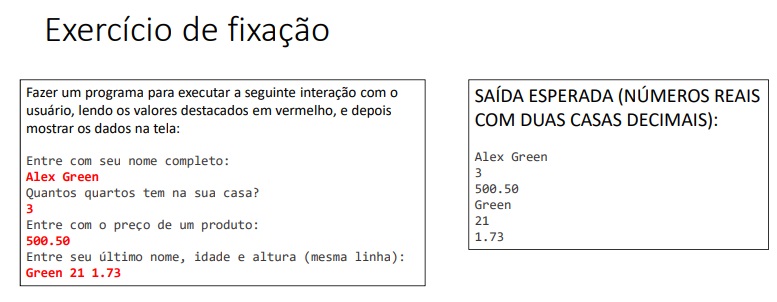 Exercício de fixação
Fazer um programa para executar a seguinte interação com o
usuário, lendo os valores destacados em vermelho, e depois
mostrar os dados na tela:
Entre com seu nome completo:
Alex Green
Quantos quartos tem na sua casa?
3
Entre com o preço de um produto:
500.50
Entre seu último nome, idade e altura (mesma linha):
Green 21 1.73
SAÍDA ESPERADA (NÚMEROS REAIS
COM DUAS CASAS DECIMAIS):
Alex Green
3
500.50
Green
21
1.73